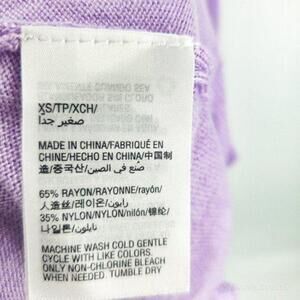 XS/TP/XCH/
صغير جدا
MADE IN CHINA/FABRIQUÉ EN
CHINE/HECHO EN CHINA/中国制
造/중국산/صنع في الصين
65% RAYON/RAYONNE/rayón/
人造丝/레이온/رايون
35% NYLON/NYLON/nilón/锦纶/
나일론/نايلون
MACHINE WASH COLD GENTLE
CYCLE WITH LIKE COLORS.
ONLY NON-CHLORINE BLEACH
WHEN NEEDED. TUMBLE DRY